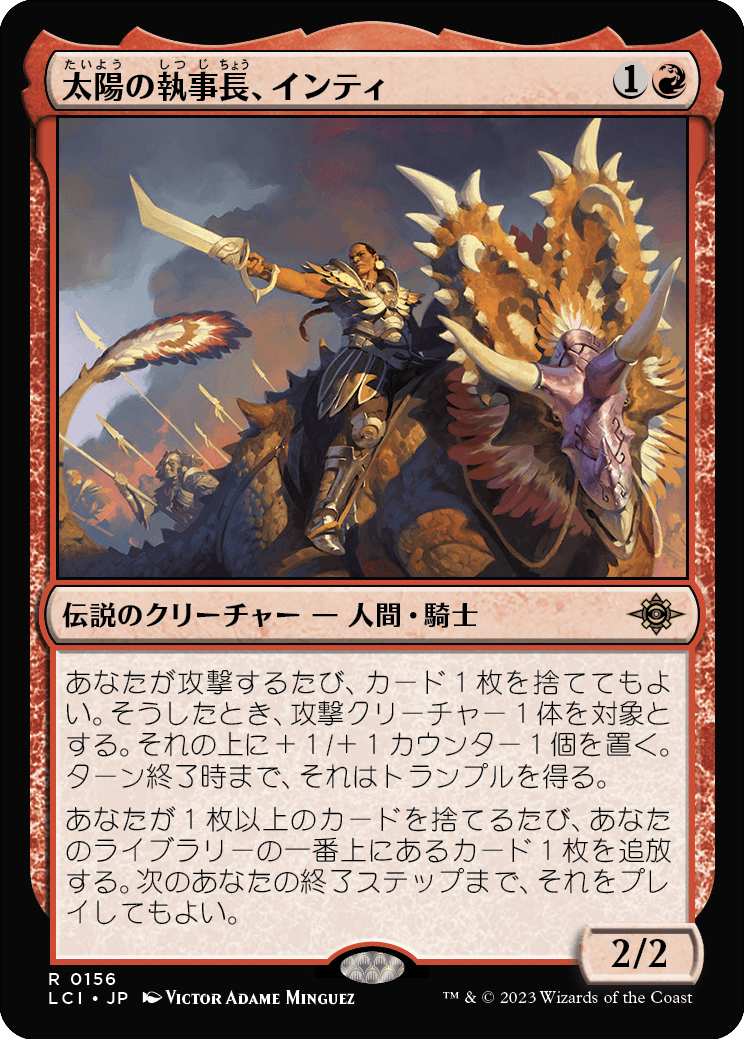 たいよう しつ じ ちょう
太陽の執事長、インティ 1
伝説のクリーチャー ― 人間・騎士
あなたが攻撃するたび、カード１枚を捨ててもよ
い。そうしたとき、攻撃クリーチャー１体を対象と
する。それの上に＋１/＋１カウンター１個を置く。
ターン終了時まで、それはトランプルを得る。
あなたが１枚以上のカードを捨てるたび、あなた
のライブラリーの一番上にあるカード１枚を追放
する。次のあなたの終了ステップまで、それをプレ
イしてもよい。
2/2
R 0156
LCI • JP Victor Adame Minguez
™ & © 2023 Wizards of the Coast